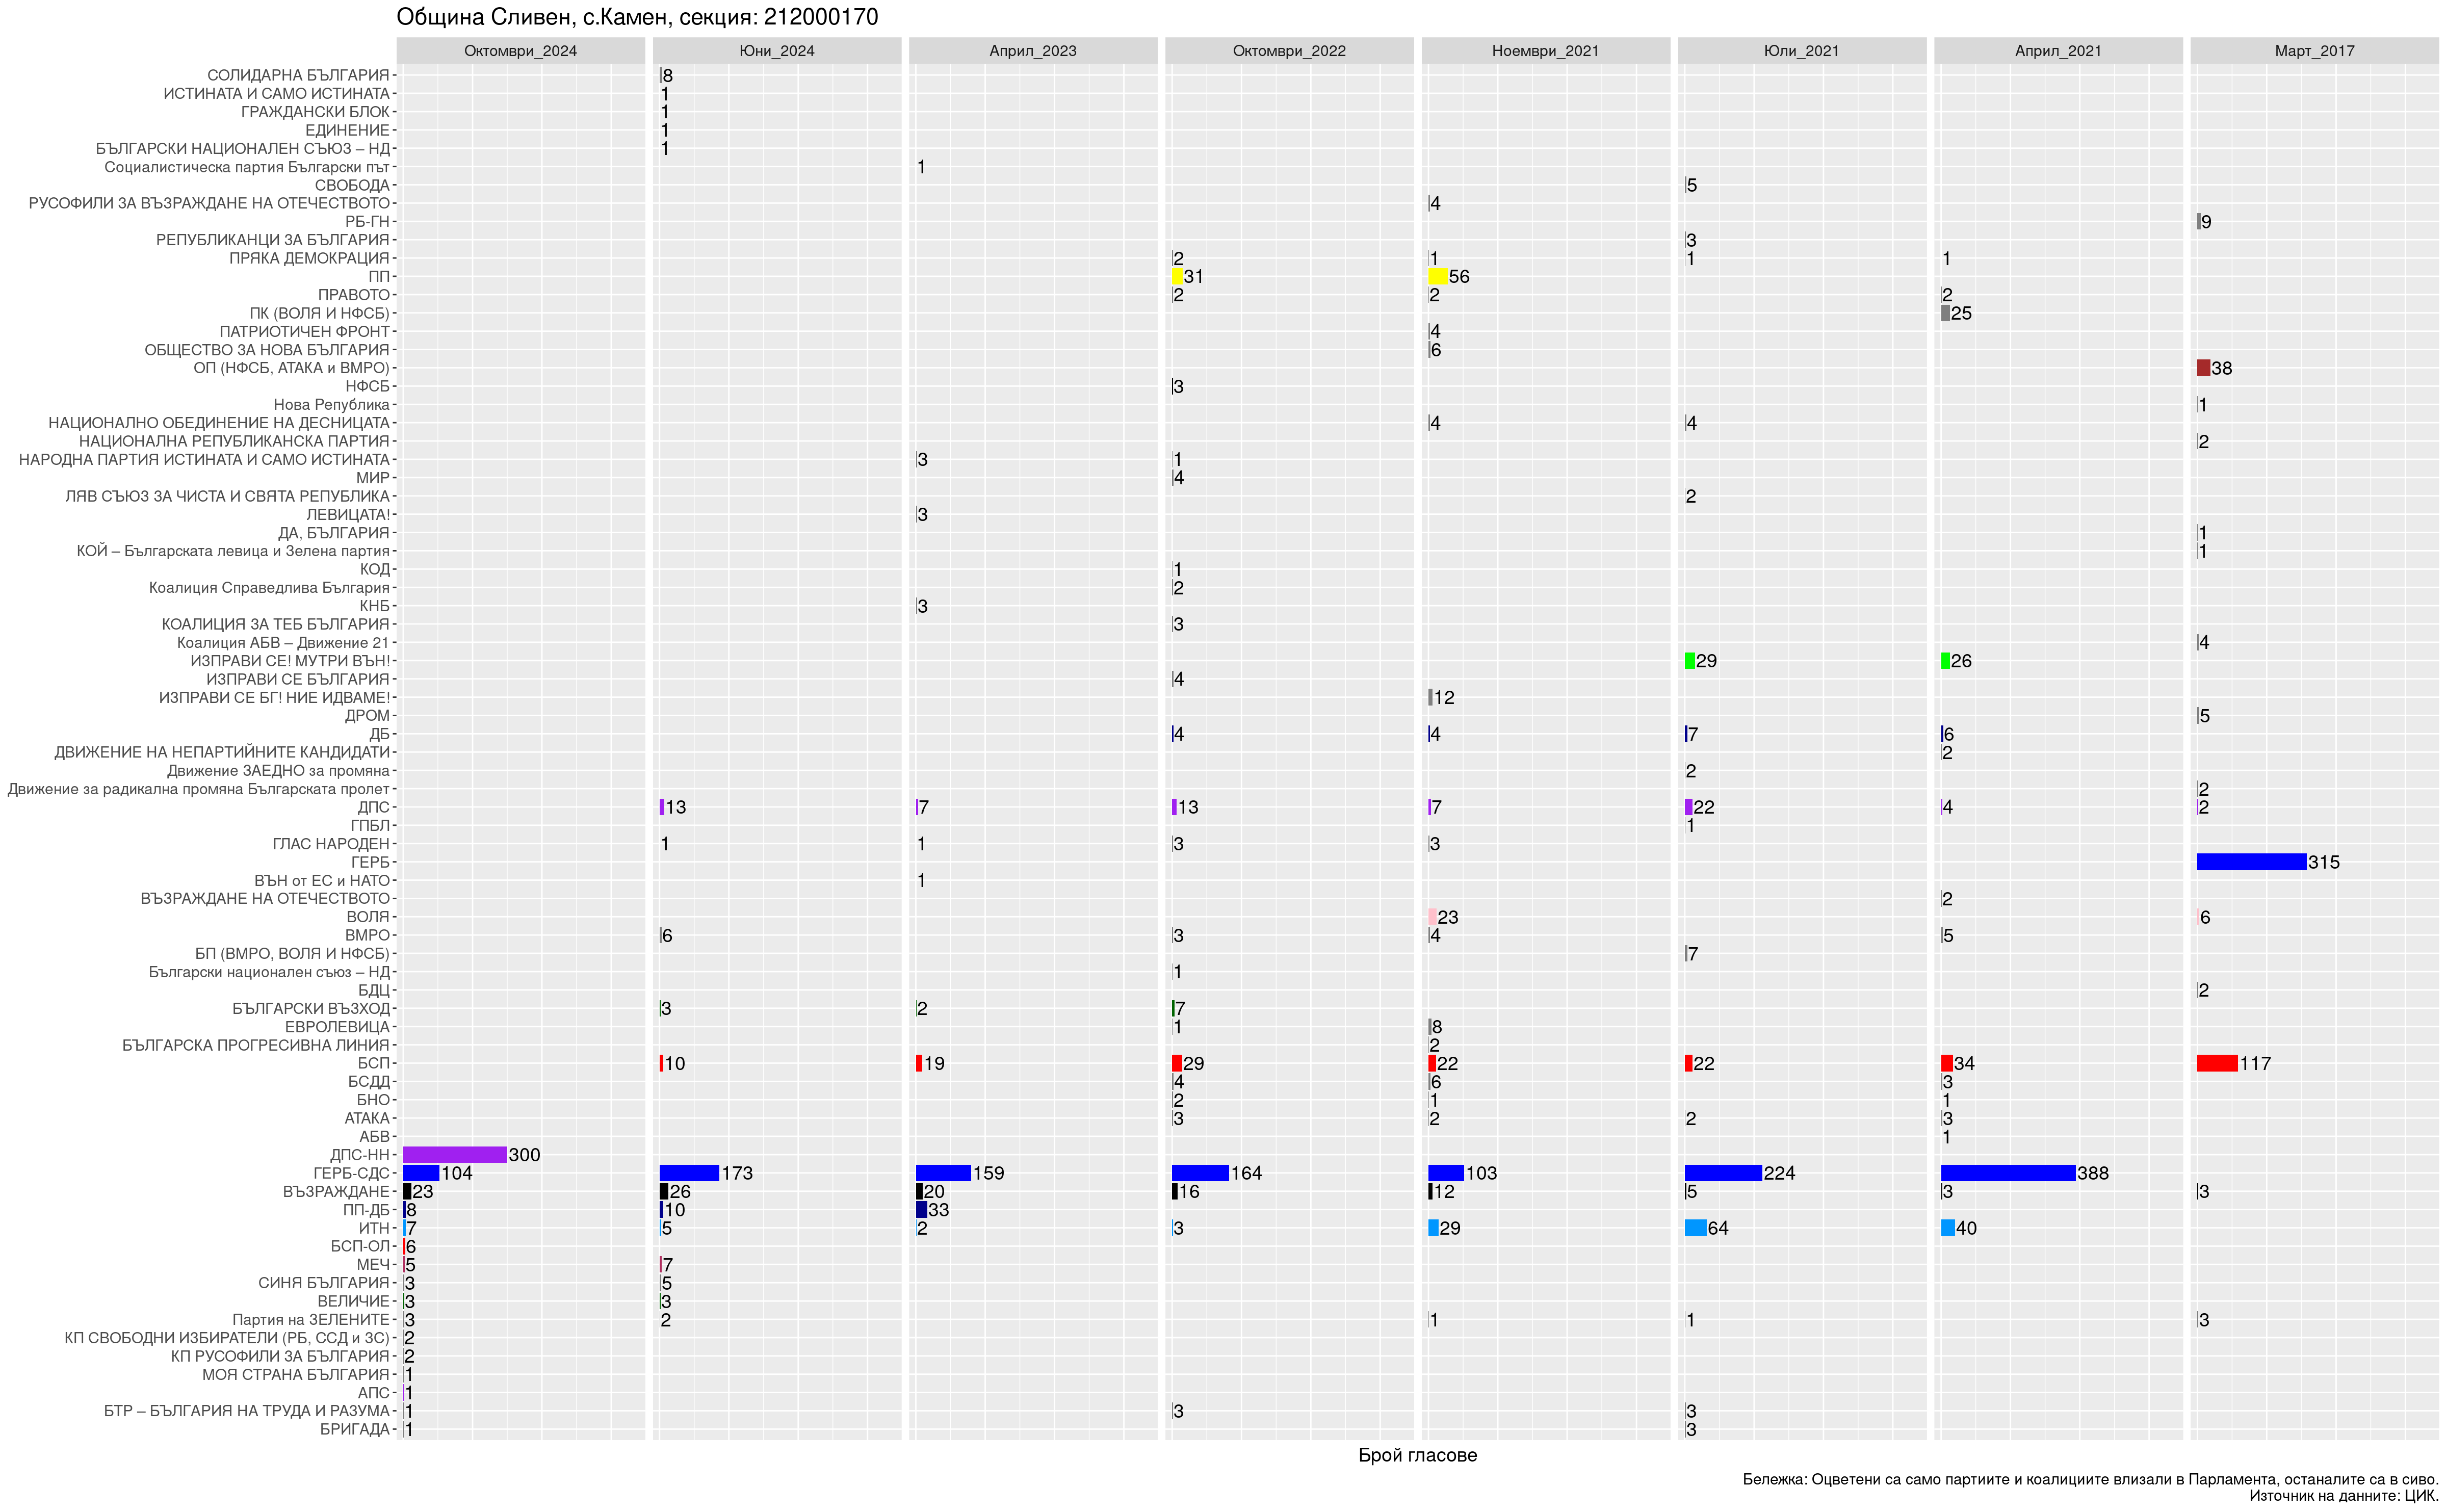 Община Сливен, с.Камен, секция: 212000170
Октомври_2024 Юни_2024 Април_2023 Октомври_2022 Ноември_2021 Юли_2021 Април_2021 Март_2017
СОЛИДАРНА БЪЛГАРИЯ 8
ИСТИНАТА И САМО ИСТИНАТА 1
ГРАЖДАНСКИ БЛОК 1
ЕДИНЕНИЕ 1
БЪЛГАРСКИ НАЦИОНАЛЕН СЪЮЗ – НД 1
Социалистическа партия Български път 1
СВОБОДА 5
РУСОФИЛИ ЗА ВЪЗРАЖДАНЕ НА ОТЕЧЕСТВОТО 4
РБ-ГН 9
РЕПУБЛИКАНЦИ ЗА БЪЛГАРИЯ 3
ПРЯКА ДЕМОКРАЦИЯ 2 1 1 1
ПП 31 56
ПРАВОТО 2 2 2
ПК (ВОЛЯ И НФСБ) 25
ПАТРИОТИЧЕН ФРОНТ 4
ОБЩЕСТВО ЗА НОВА БЪЛГАРИЯ 6
ОП (НФСБ, АТАКА и ВМРО) 38
НФСБ 3
Нова Република 1
НАЦИОНАЛНО ОБЕДИНЕНИЕ НА ДЕСНИЦАТА 4 4
НАЦИОНАЛНА РЕПУБЛИКАНСКА ПАРТИЯ 2
НАРОДНА ПАРТИЯ ИСТИНАТА И САМО ИСТИНАТА 3 1
МИР 4
ЛЯВ СЪЮЗ ЗА ЧИСТА И СВЯТА РЕПУБЛИКА 2
ЛЕВИЦАТА! 3
ДА, БЪЛГАРИЯ 1
КОЙ – Българската левица и Зелена партия 1
КОД 1
Коалиция Справедлива България 2
КНБ 3
КОАЛИЦИЯ ЗА ТЕБ БЪЛГАРИЯ 3
Коалиция АБВ – Движение 21 4
ИЗПРАВИ СЕ! МУТРИ ВЪН! 29 26
ИЗПРАВИ СЕ БЪЛГАРИЯ 4
ИЗПРАВИ СЕ БГ! НИЕ ИДВАМЕ! 12
ДРОМ 5
ДБ 4 4 7 6
ДВИЖЕНИЕ НА НЕПАРТИЙНИТЕ КАНДИДАТИ 2
Движение ЗАЕДНО за промяна 2
Движение за радикална промяна Българската пролет 2
ДПС 13 7 13 7 22 4 2
ГПБЛ 1
ГЛАС НАРОДЕН 1 1 3 3
ГЕРБ 315
ВЪН от ЕС и НАТО 1
ВЪЗРАЖДАНЕ НА ОТЕЧЕСТВОТО 2
ВОЛЯ 23 6
ВМРО 6 3 4 5
БП (ВМРО, ВОЛЯ И НФСБ) 7
Български национален съюз – НД 1
БДЦ 2
БЪЛГАРСКИ ВЪЗХОД 3 2 7
ЕВРОЛЕВИЦА 1 8
БЪЛГАРСКА ПРОГРЕСИВНА ЛИНИЯ 2
БСП 10 19 29 22 22 34 117
БСДД 4 6 3
БНО 2 1 1
АТАКА 3 2 2 3
АБВ 1
ДПС-НН 300
ГЕРБ-СДС 104 173 159 164 103 224 388
ВЪЗРАЖДАНЕ 23 26 20 16 12 5 3 3
ПП-ДБ 8 10 33
ИТН 7 5 2 3 29 64 40
БСП-ОЛ 6
МЕЧ 5 7
СИНЯ БЪЛГАРИЯ 3 5
ВЕЛИЧИЕ 3 3
Партия на ЗЕЛЕНИТЕ 3 2 1 1 3
КП СВОБОДНИ ИЗБИРАТЕЛИ (РБ, ССД и ЗС) 2
КП РУСОФИЛИ ЗА БЪЛГАРИЯ 2
МОЯ СТРАНА БЪЛГАРИЯ 1
АПС 1
БТР – БЪЛГАРИЯ НА ТРУДА И РАЗУМА 1 3 3
БРИГАДА 1 3
Брой гласове
Бележка: Оцветени са само партиите и коалициите влизали в Парламента, останалите са в сиво.
Източник на данните: ЦИК.